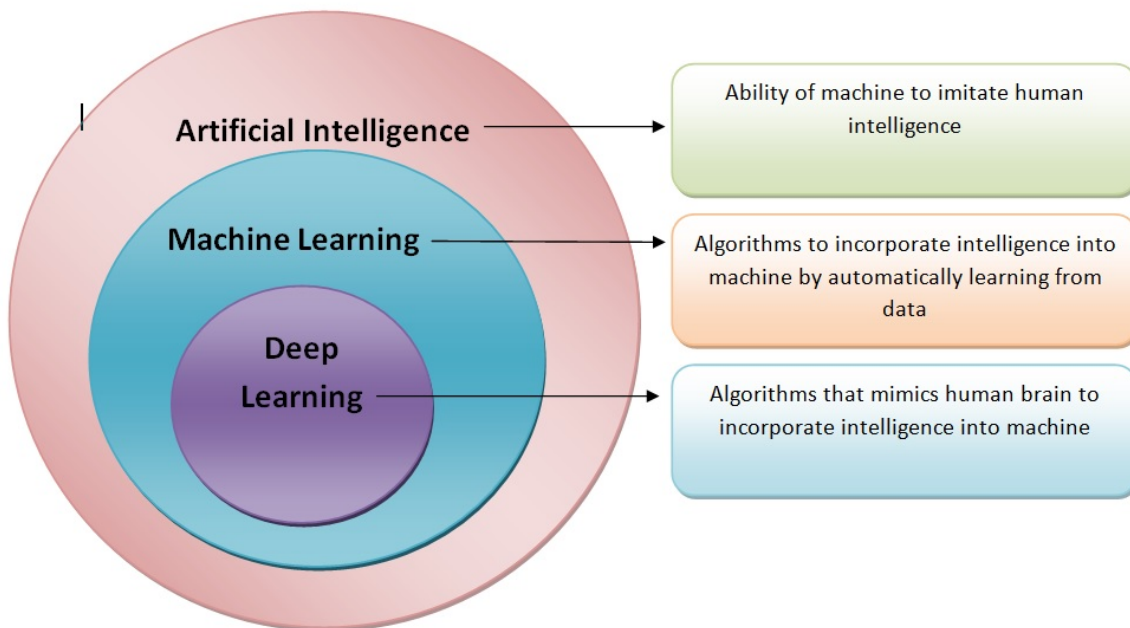 Artificial Intelligence
Ability of machine to imitate human
intelligence
Machine Learning
Algorithms to incorporate intelligence into
machine by automatically learning from
data
Deep
Learning
Algorithms that mimics human brain to
incorporate intelligence into machine